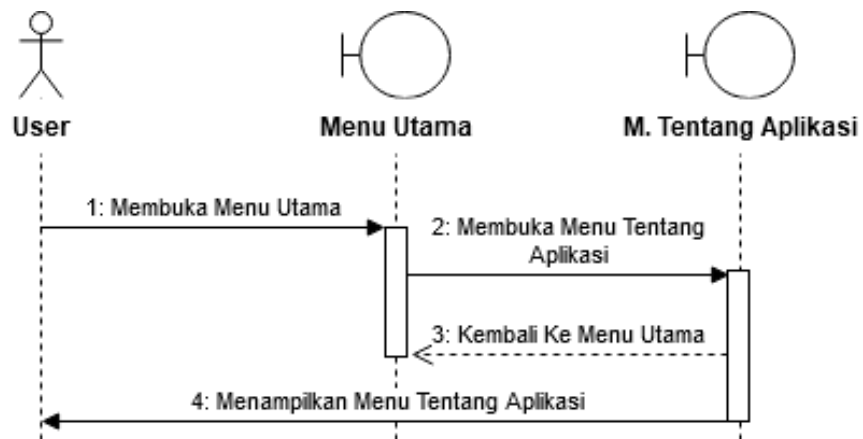 User
Menu Utama
M. Tentang Aplikasi
1: Membuka Menu Utama
2: Membuka Menu Tentang
Aplikasi
3: Kembali Ke Menu Utama
4: Menampilkan Menu Tentang Aplikasi